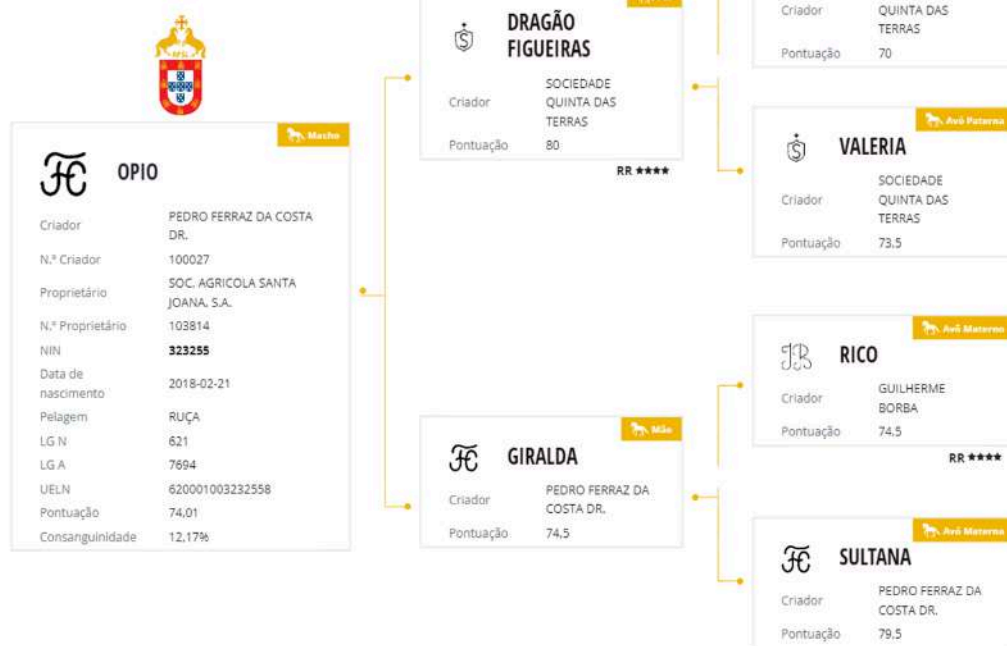 Macho
OPIO
Criador PEDRO FERRAZ DA COSTA
DR.
N.º Criador 100027
Proprietário SOC. AGRICOLA SANTA
JOANA, S.A.
N.º Proprietário 103814
NIN 323255
Data de
nascimento 2018-02-21
Pelagem RUÇA
LG N 621
LG A 7694
UELN 620001003232558
Pontuação 74,01
Consanguinidade 12,17%
DRAGÃO
FIGUEIRAS
Criador SOCIEDADE
QUINTA DAS
TERRAS
Pontuação 80
RR ★★★★
Mãe
GIRALDA
Criador PEDRO FERRAZ DA
COSTA DR.
Pontuação 74,5
Criador QUINTA DAS
TERRAS
Pontuação 70
Avó Paterna
VALERIA
Criador SOCIEDADE
QUINTA DAS
TERRAS
Pontuação 73.5
Avô Materno
RICO
Criador GUILHERME
BORBA
Pontuação 74.5
RR ★★★★
Avó Materna
SULTANA
Criador PEDRO FERRAZ DA
COSTA DR.
Pontuação 79.5